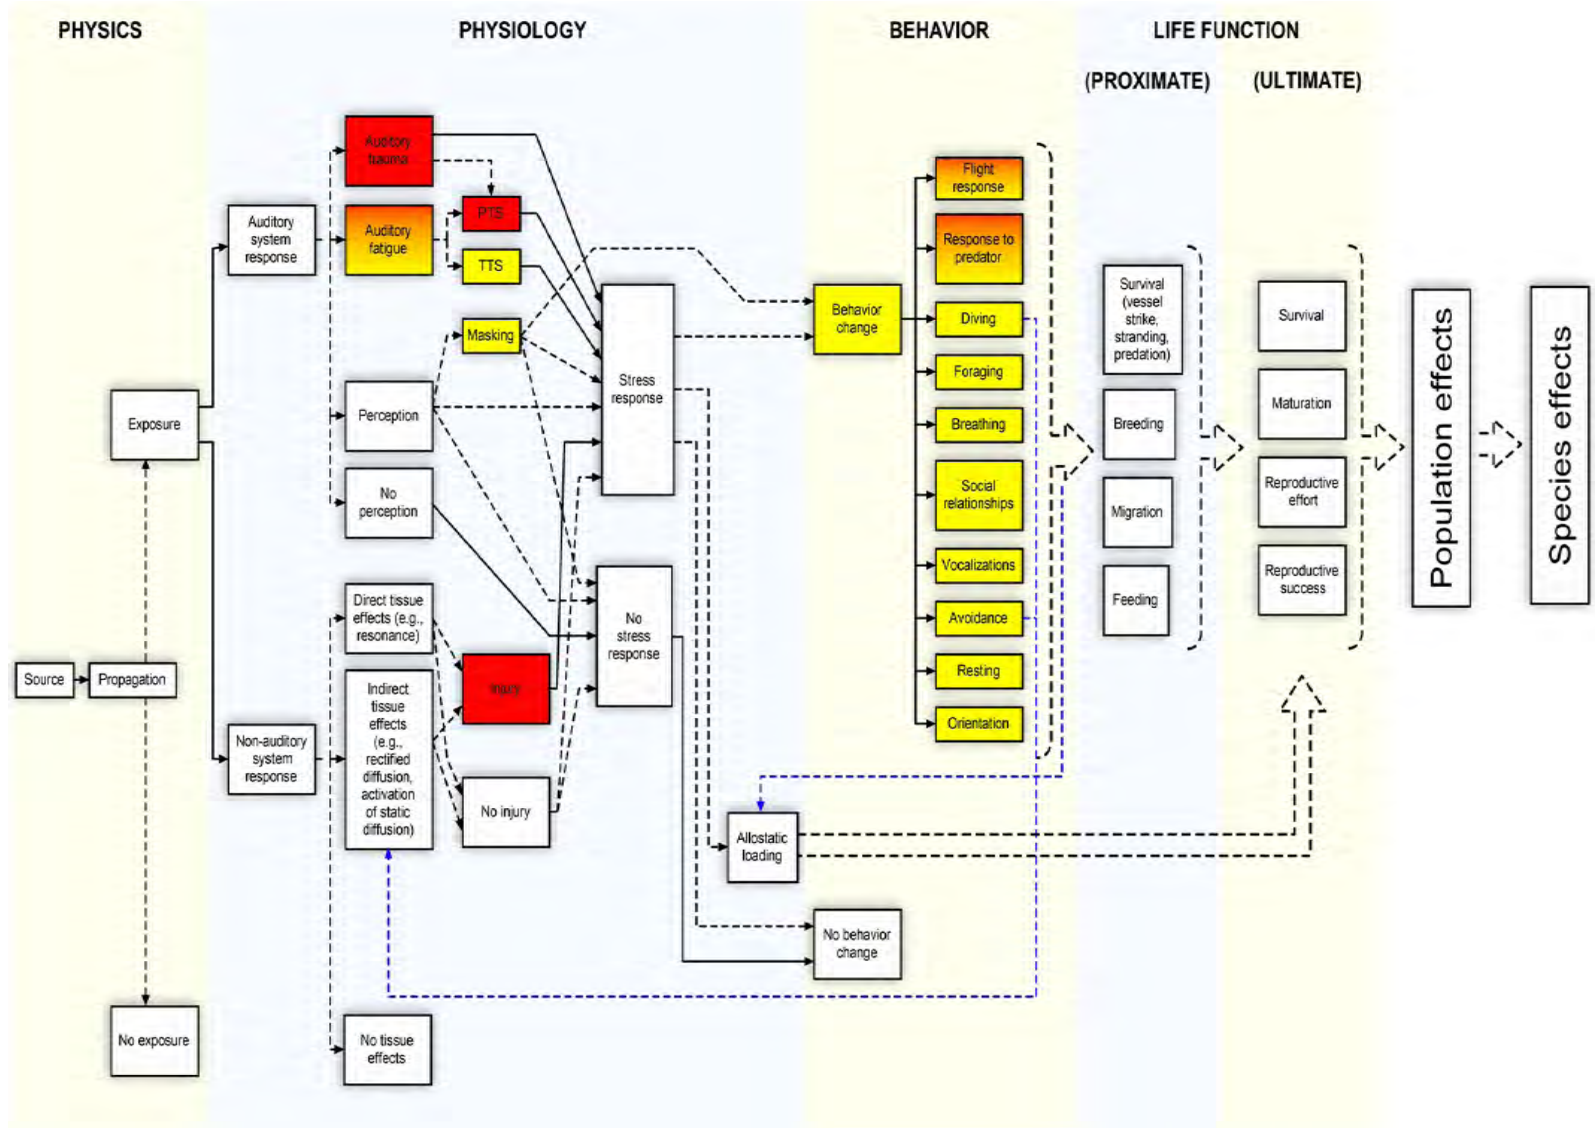 PHYSICS
PHYSIOLOGY
BEHAVIOR
LIFE FUNCTION
(PROXIMATE)
(ULTIMATE)
Source
Propagation
Exposure
No exposure
Auditory
system
response
Non-auditory
system
response
Auditory
trauma
Auditory
fatigue
PTS
TTS
Masking
Perception
No
perception
Direct tissue
effects (e.g.,
resonance)
Indirect
tissue
effects
(e.g.,
rectified
diffusion,
activation
of static
diffusion)
No tissue
effects
Injury
No injury
Stress
response
No
stress
response
Allostatic
loading
Behavior
change
No behavior
change
Flight
response
Response to
predator
Diving
Foraging
Breathing
Social
relationships
Vocalizations
Avoidance
Resting
Orientation
Survival
(vessel
strike,
stranding,
predation)
Breeding
Migration
Feeding
Survival
Maturation
Reproductive
effort
Reproductive
success
Population effects
Species effects